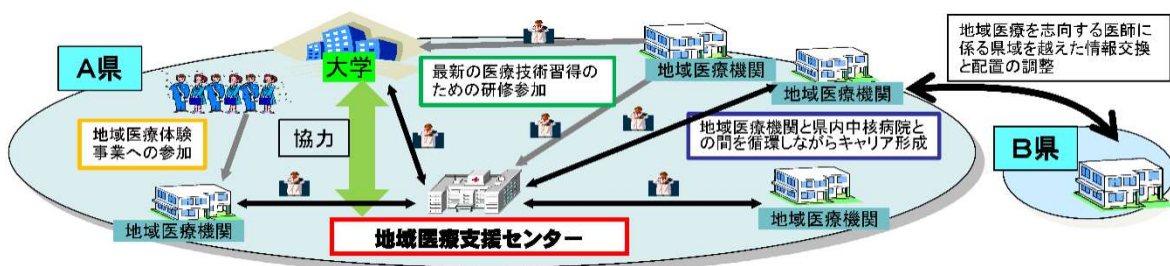 A県
大学
最新の医療技術習得の
ための研修参加
地域医療機関
地域医療機関
地域医療を志向する医師に
係る県域を越えた情報交換
と配置の調整
地域医療体験
事業への参加
協力
地域医療機関と県内中核病院と
の間を循環しながらキャリア形成
B県
地域医療機関
地域医療機関
地域医療支援センター